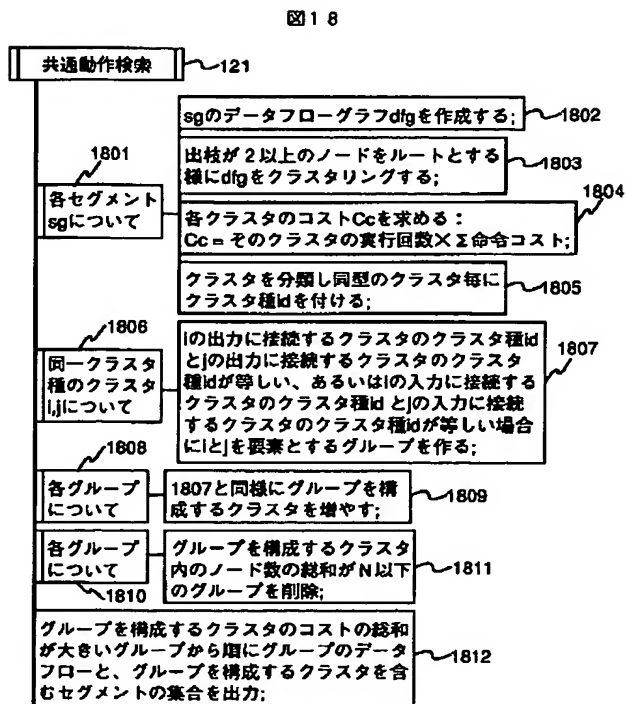 図18
共通動作検索
121
sgのデータフローグラフdfgを作成する;
1802
1801
各セグメント
sgについて
出枝が2以上のノードをルートとする
様にdfgをクラスタリングする;
1803
1804
各クラスタのコストCcを求める：
Cc=そのクラスタの実行回数×Σ命令コスト;
クラスタを分類し同型のクラスタ毎に
クラスタ種idを付ける;
1805
1806
同一クラスタ
種のクラスタ
i,jについて
iの出力に接続するクラスタのクラスタ種id
とjの出力に接続するクラスタのクラスタ
種idが等しい、あるいはiの入力に接続する
クラスタのクラスタ種id とjの入力に接続
するクラスタのクラスタ種idが等しい場合
にiとjを要素とするグループを作る;
1807
1808
各グループ
について
1807と同様にグループを構
成するクラスタを増やす;
1809
各グループ
について
1810
グループを構成するクラスタ
内のノード数の総和がN以下
のグループを削除;
1811
グループを構成するクラスタのコストの総和
が大きいグループから順にグループのデータ
フローと、グループを構成するクラスタを含
むセグメントの集合を出力;
1812